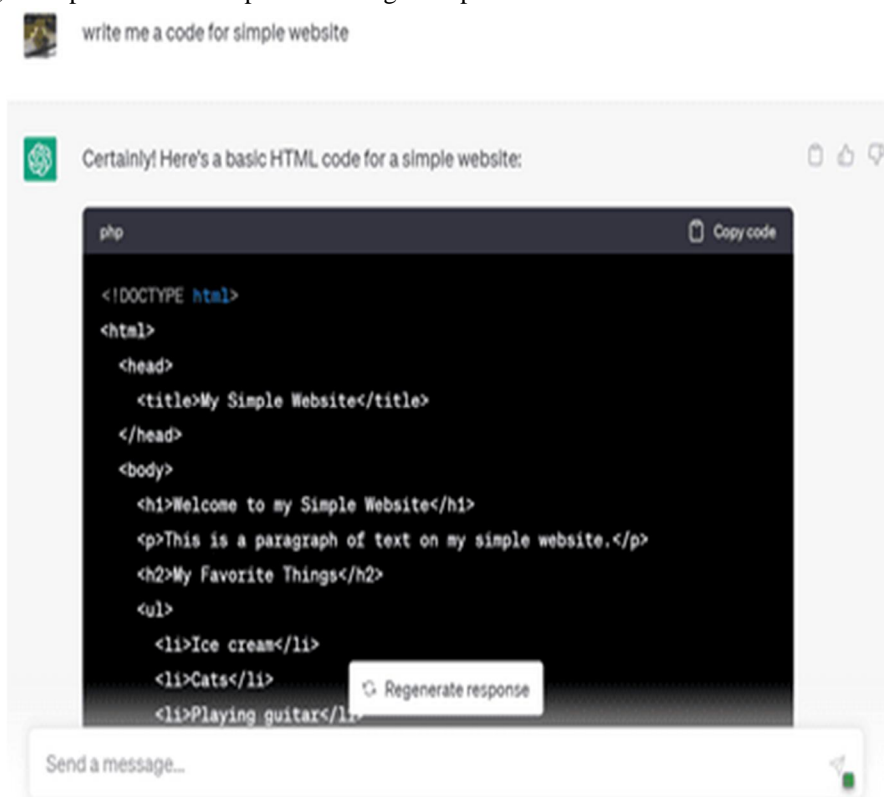 write me a code for simple website
Certainly! Here's a basic HTML code for a simple website:
php
Copy code
<!DOCTYPE html>
<html>
<head>
<title>My Simple Website</title>
</head>
<body>
<h1>Welcome to my Simple Website</h1>
<p>This is a paragraph of text on my simple website.</p>
<h2>My Favorite Things</h2>
<ul>
<li>Ice cream</li>
<li>Cats</li>
Regenerate response
<li>Playing guitar</li>
Send a message...